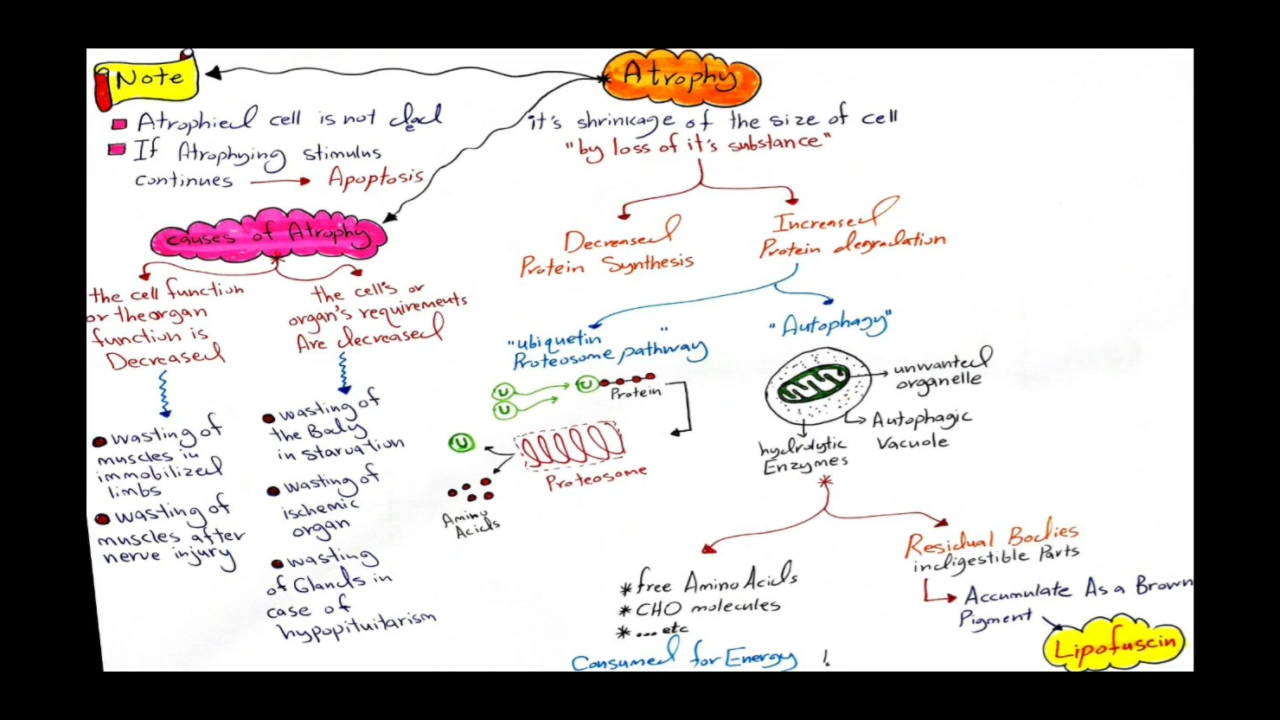 Note
Atrophied cell is not dead
If Atrophying stimulus
continues → Apoptosis
Atrophy
it's shrinkage of the size of cell
"by loss of it's substance"
Decreased
Protein Synthesis
Increased
Protein degradation
causes of Atrophy
the cell function
or the organ
function is
Decreased
wasting of
muscles in
immobilized
limbs
wasting of
muscles after
nerve injury
the cell's or
organ's requirements
Are decreased
wasting of
the Body
in starvation
wasting of
ischemic
organ
wasting
of Glands in
case of
hypopituitarism
"ubiquetin
Proteosome pathway"
U
U
U
Protein
U
Proteosome
Amino
Acids
"Autophagy"
unwanted
organelle
Autophagic
Vacuole
hydrolytic
Enzymes
* free Amino Acids
* CHO molecules
* ... etc
Consumed for Energy !
Residual Bodies
indigestible Parts
Accumulate As a Brown
Pigment
Lipofuscin